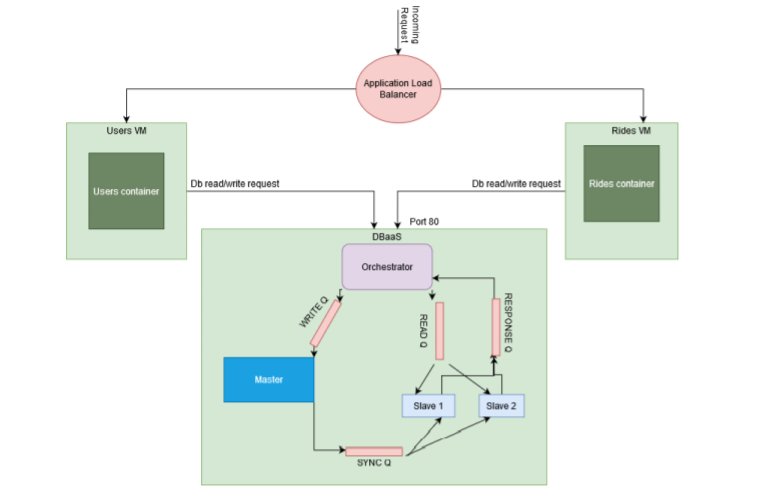 Incoming
Request
Application Load
Balancer
Users VM
Rides VM
Users container
Rides container
Db read/write request
Db read/write request
Port 80
DBaaS
Orchestrator
WRITE Q
READ Q
RESPONSE Q
Master
Slave 1
Slave 2
SYNC Q